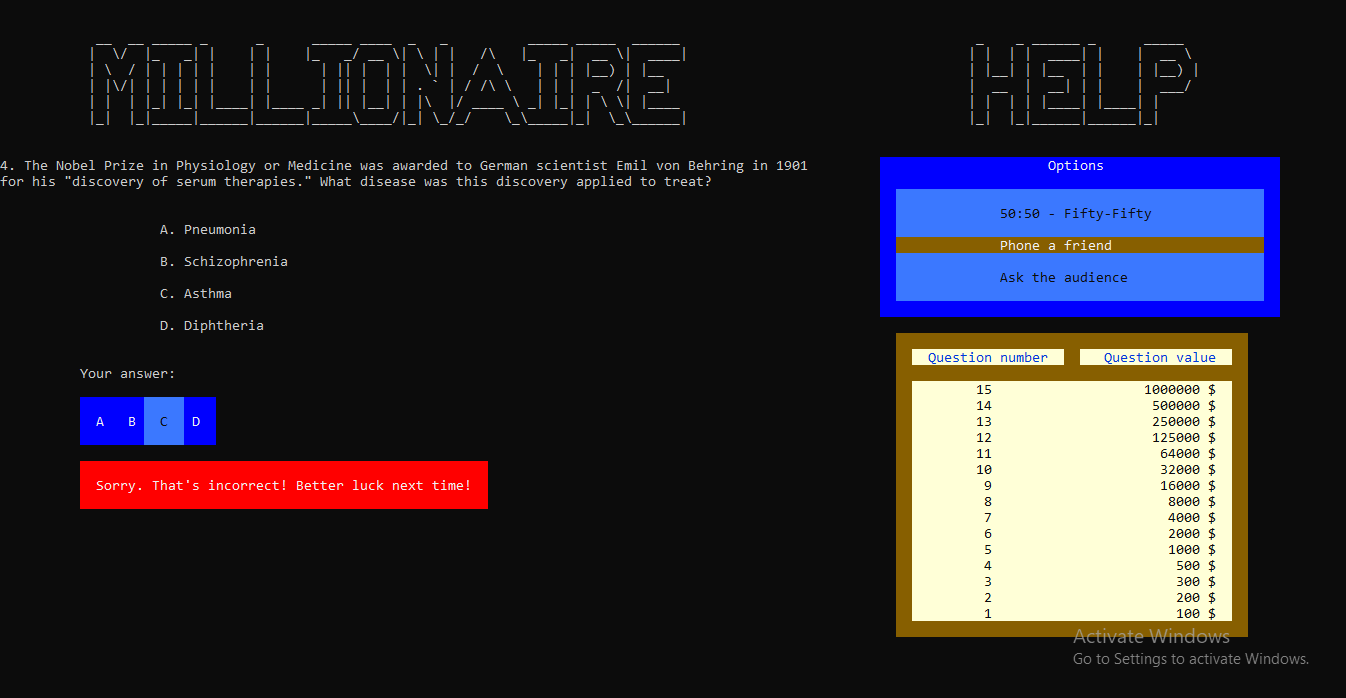 MILLIONAIRE
HELP
4. The Nobel Prize in Physiology or Medicine was awarded to German scientist Emil von Behring in 1901
for his "discovery of serum therapies." What disease was this discovery applied to treat?
A. Pneumonia
B. Schizophrenia
C. Asthma
D. Diphtheria
Your answer:
A B C D
Sorry. That's incorrect! Better luck next time!
Options
50:50 - Fifty-Fifty
Phone a friend
Ask the audience
Question number Question value
15 1000000 $
14 500000 $
13 250000 $
12 125000 $
11 64000 $
10 32000 $
9 16000 $
8 8000 $
7 4000 $
6 2000 $
5 1000 $
4 500 $
3 300 $
2 200 $
1 100 $
Activate Windows
Go to Settings to activate Windows.